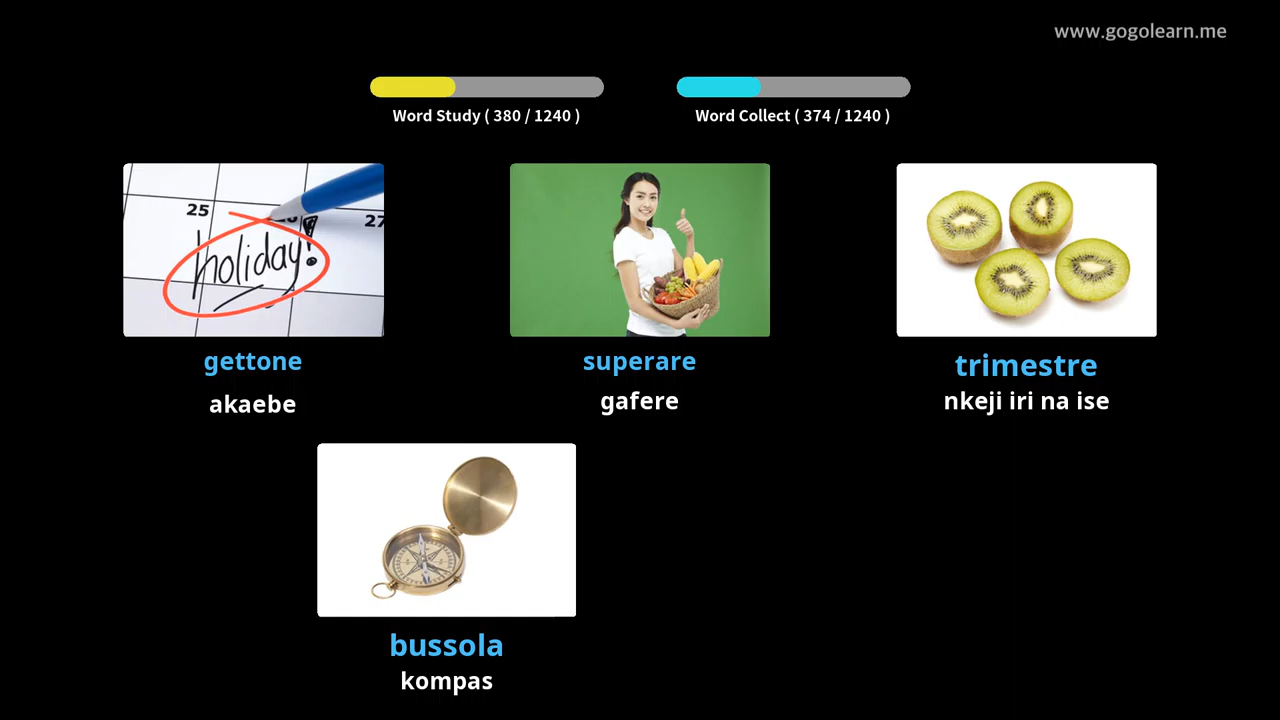 www.gogolearn.me
Word Study ( 380 / 1240 )
Word Collect ( 374 / 1240 )
25
27
holiday!
gettone
superare
trimestre
akaebe
gafere
nkeji iri na ise
bussola
kompas